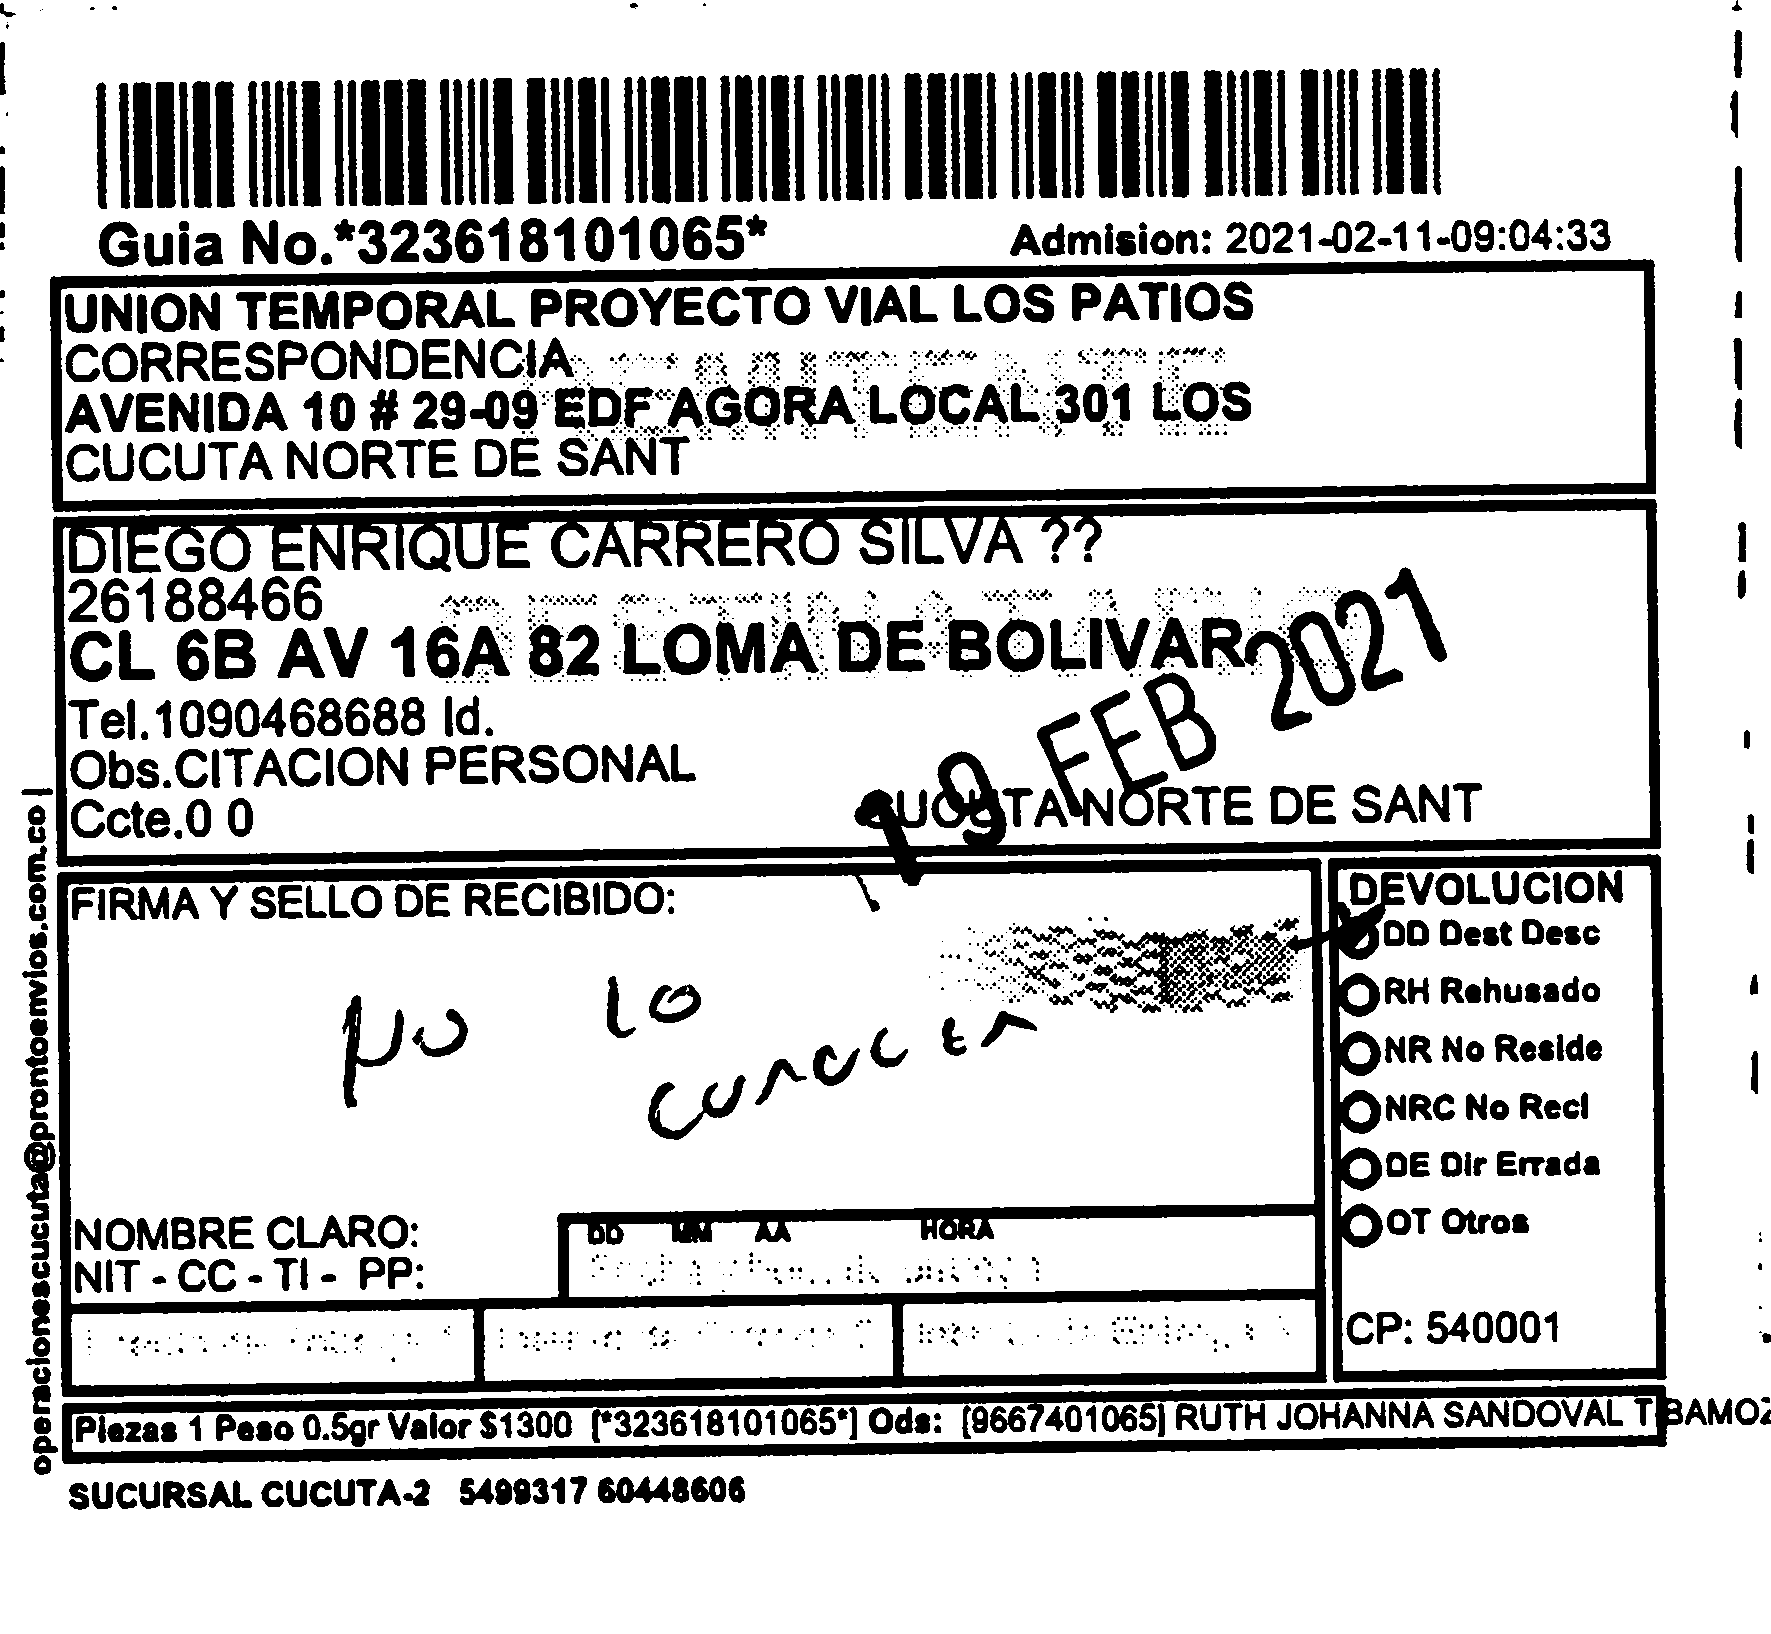 Guia No.*323618101065*
Admision: 2021-02-11-09:04:33
UNION TEMPORAL PROYECTO VIAL LOS PATIOS
CORRESPONDENCIA
REMITENTE
AVENIDA 10 # 29-09 EDF AGORA LOCAL 301 LOS
CUCUTA NORTE DE SANT
DIEGO ENRIQUE CARRERO SILVA ??
26188466
DESTINATARIO
CL 6B AV 16A 82 LOMA DE BOLIVAR
Tel.1090468688 Id.
Obs.CITACION PERSONAL
Ccte.0 0
CUCUTA NORTE DE SANT
19 FEB 2021
FIRMA Y SELLO DE RECIBIDO:
No lo
conocen
NOMBRE CLARO:
NIT - CC - TI - PP:
DD MM AA HORA
DEVOLUCION
DD Dest Desc
RH Rehusado
NR No Reside
NRC No Recl
DE Dir Errada
OT Otros
CP: 540001
Piezas 1 Peso 0.5gr Valor $1300 [*323618101065*] Ods: [9667401065] RUTH JOHANNA SANDOVAL TIBAMOZ
SUCURSAL CUCUTA-2 5499317 60448606
operacionescucuta@prontoenvios.com.co |